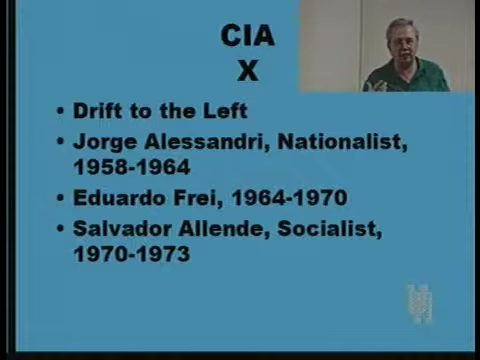 CIA
X
• Drift to the Left
• Jorge Alessandri, Nationalist,
1958-1964
• Eduardo Frei, 1964-1970
• Salvador Allende, Socialist,
1970-1973